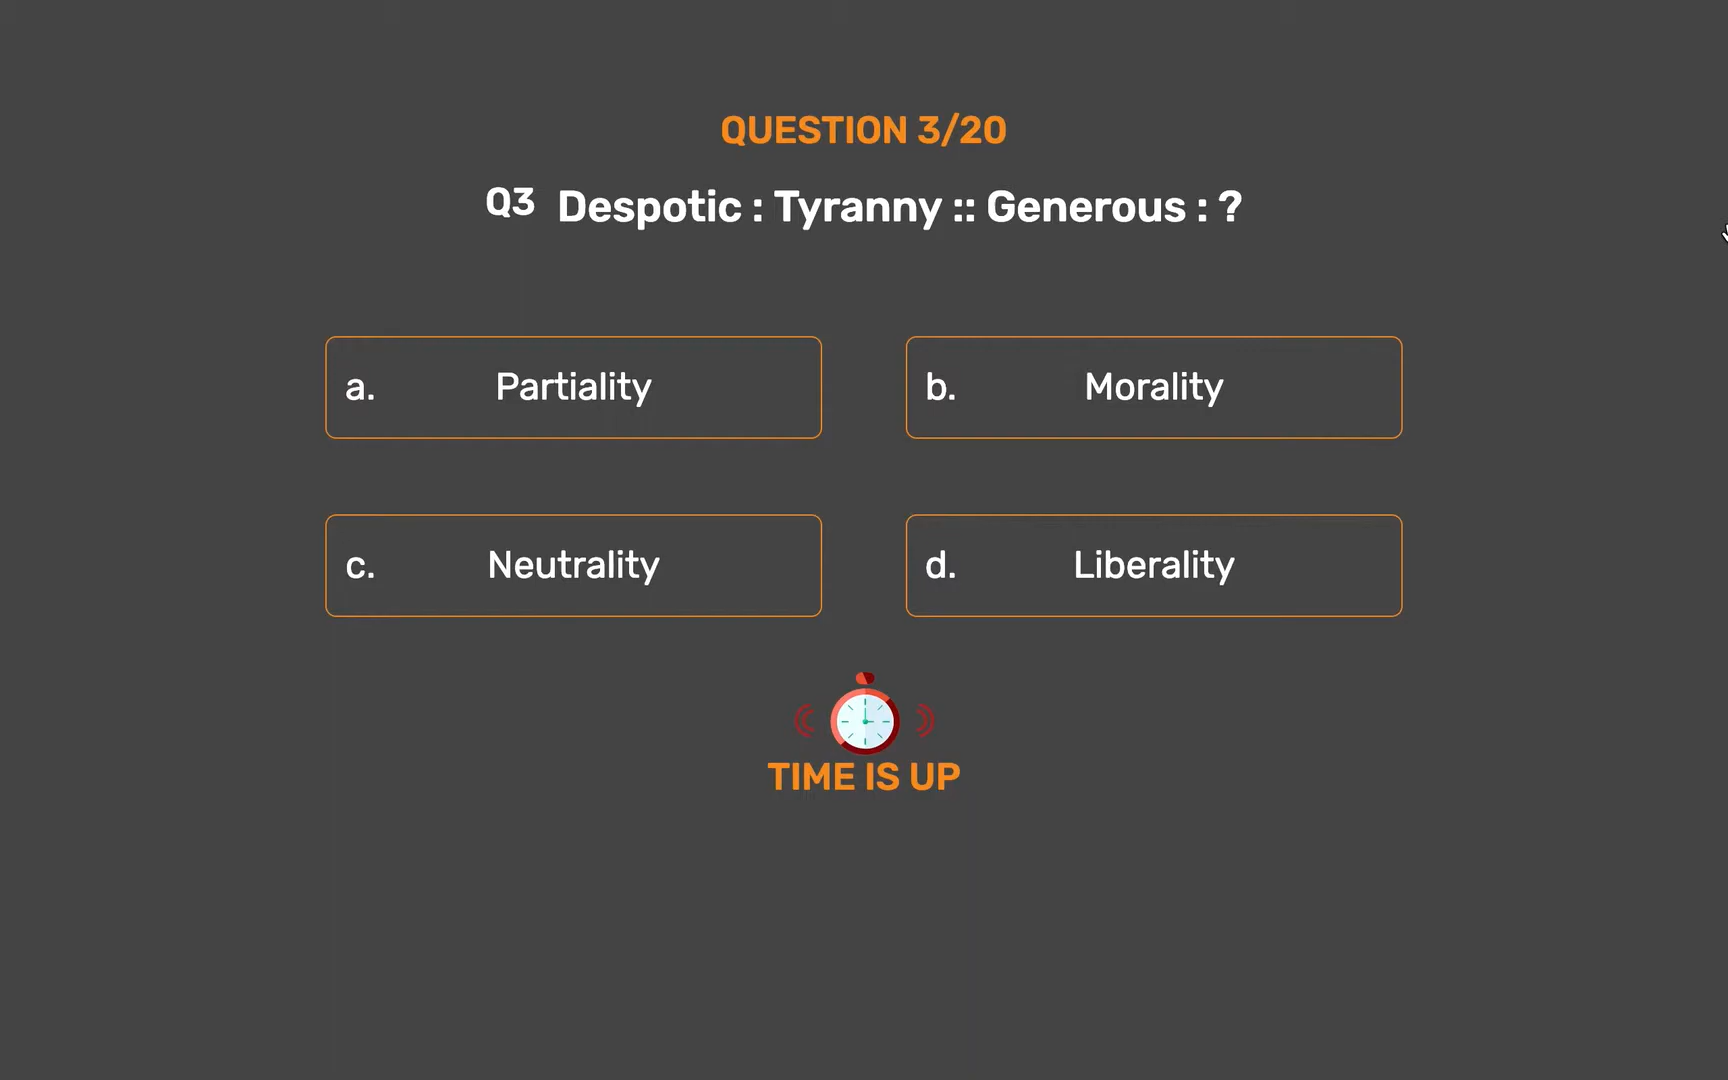 QUESTION 3/20
Q3 Despotic : Tyranny :: Generous : ?
a. Partiality
b. Morality
c. Neutrality
d. Liberality
TIME IS UP